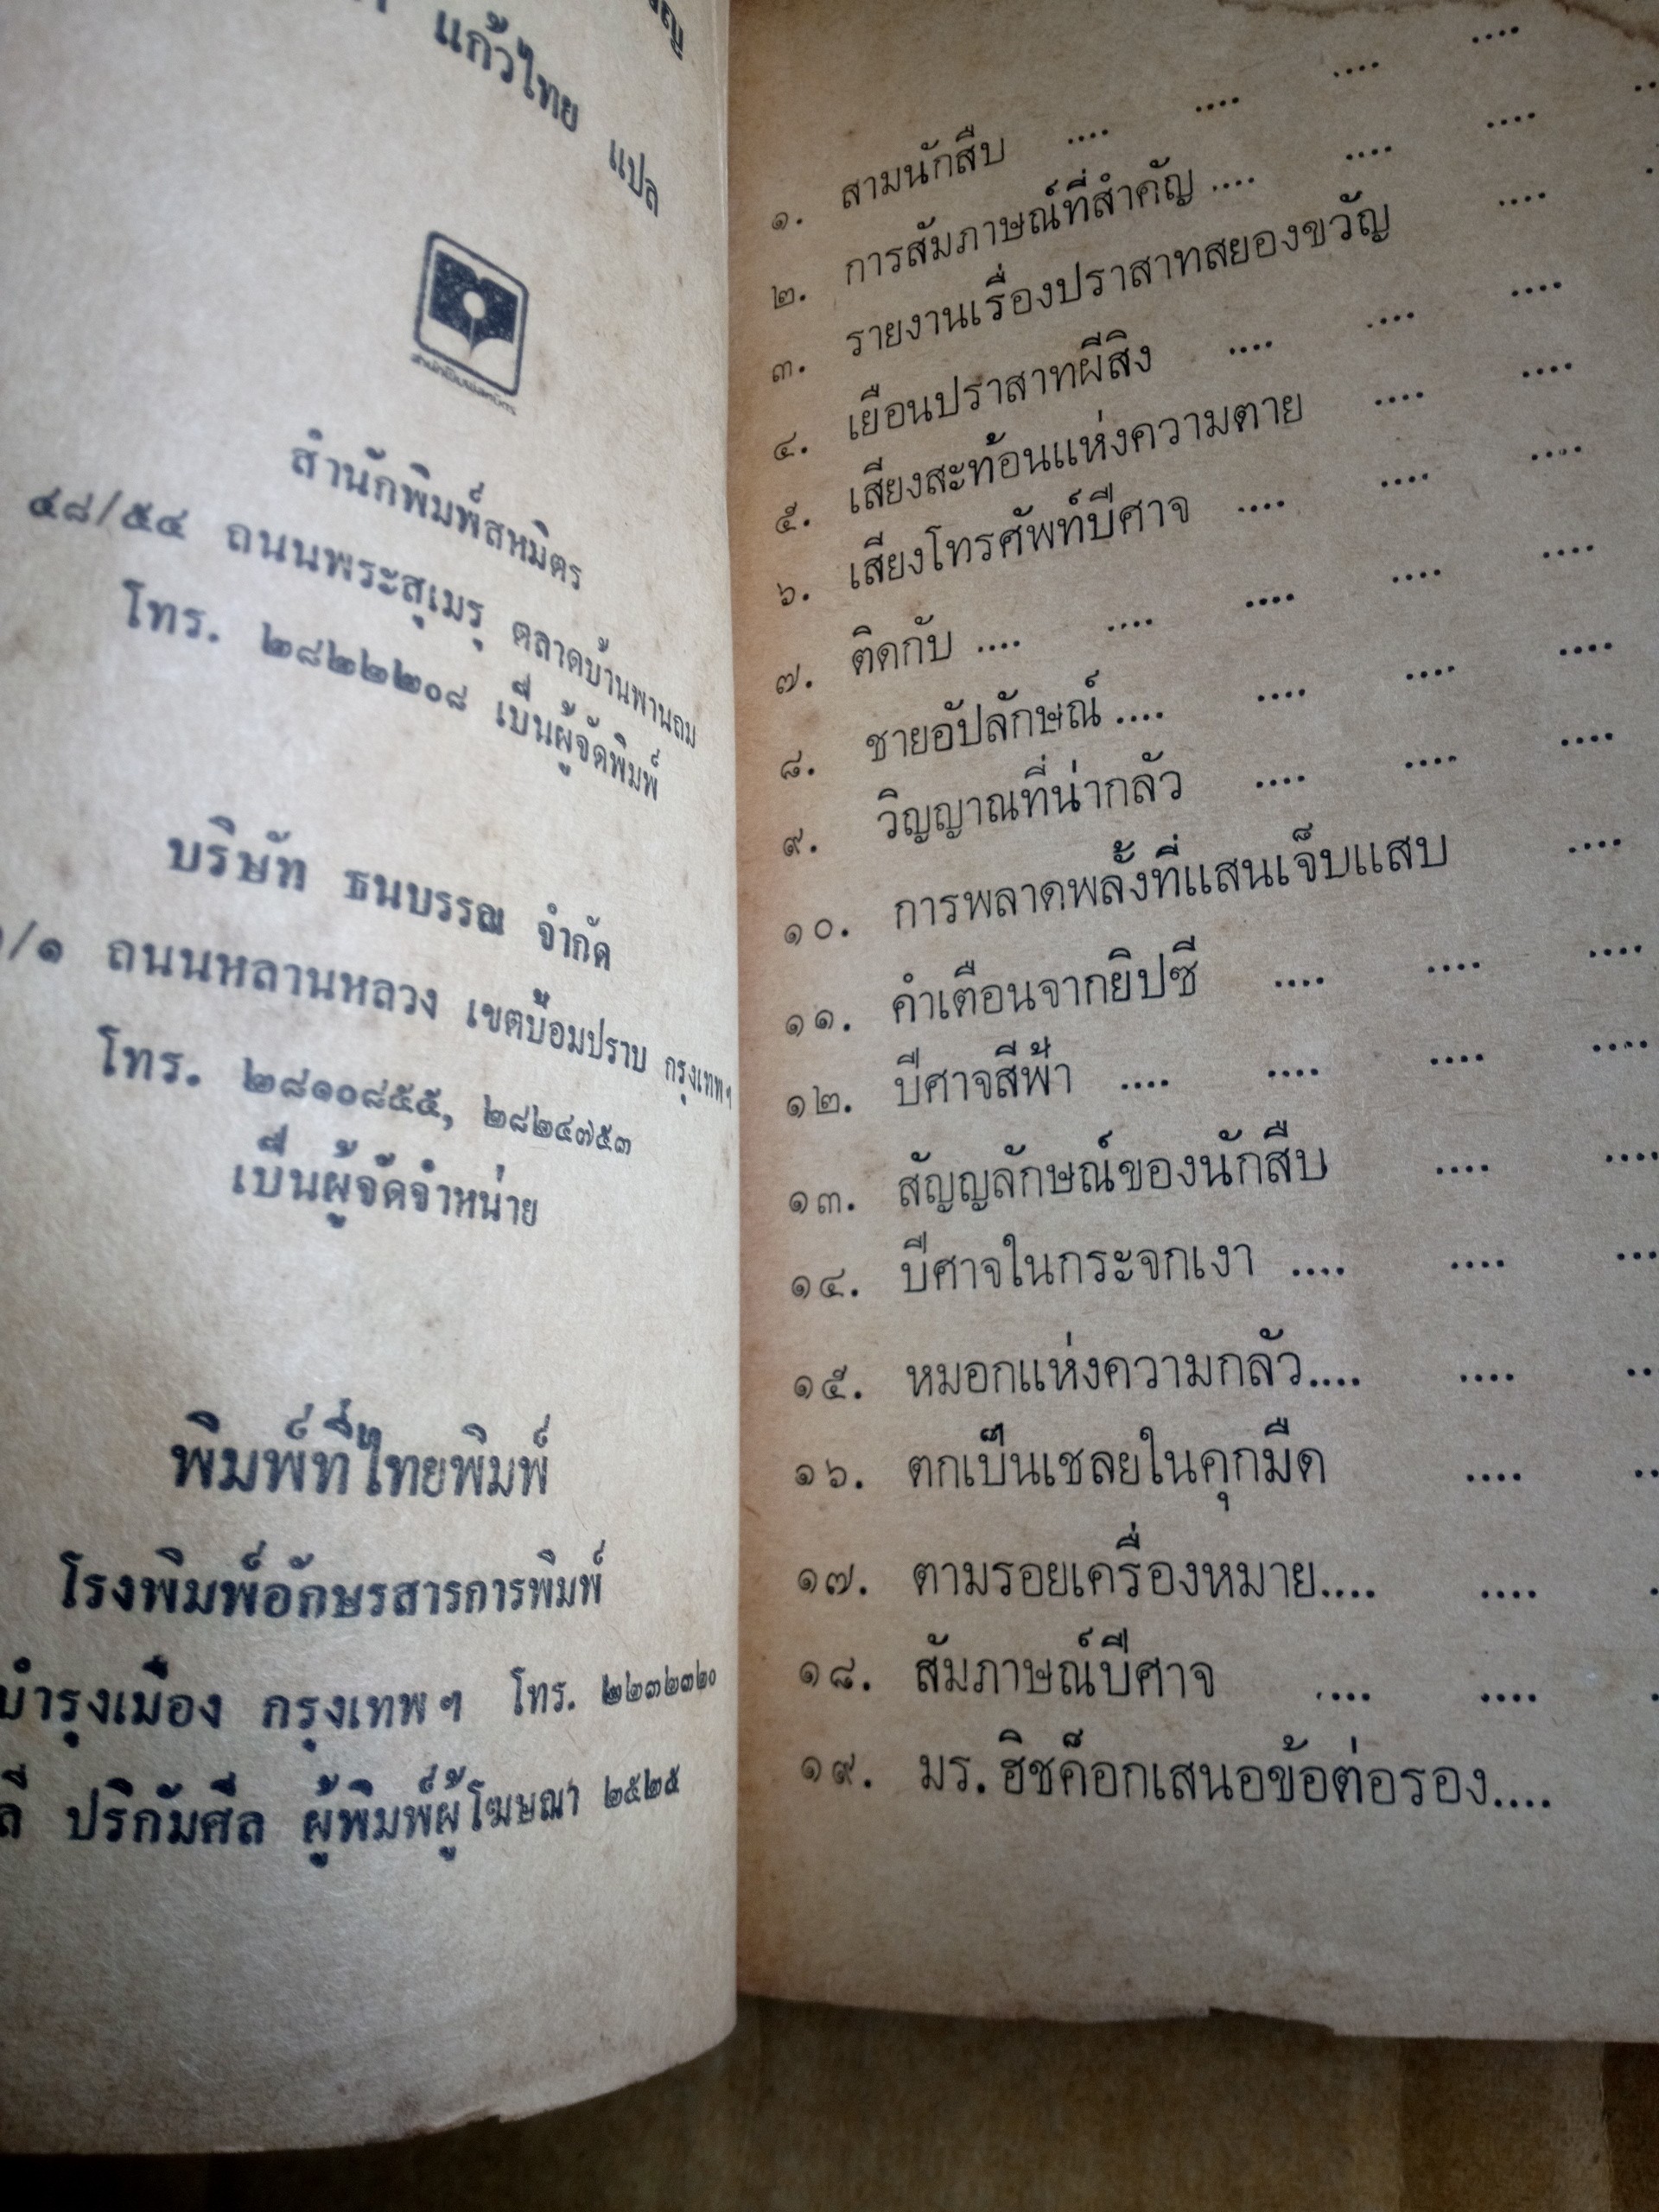 แก้วไทย แปล
สำนักพิมพ์สหมิตร
๔๘/๕๔ ถนนพระสุเมรุ ตลาดบ้านพานถม
โทร. ๒๘๒๒๒๐๘ เป็นผู้จัดพิมพ์
บริษัท ธนบรรณ จำกัด
/๑ ถนนหลานหลวง เขตป้อมปราบ กรุงเทพฯ
โทร. ๒๘๑๐๘๕๕, ๒๘๒๔๗๕๓
เป็นผู้จัดจำหน่าย
พิมพ์ที่ไทยพิมพ์
โรงพิมพ์อักษรสารการพิมพ์
บำรุงเมือง กรุงเทพฯ โทร. ๒๒๓๒๓๒๐
ปริกัมศีล ผู้พิมพ์ผู้โฆษณา ๒๕๒๕
๑. สามนักสืบ .... .... .... ....
๒. การสัมภาษณ์ที่สำคัญ .... .... .... ..
๓. รายงานเรื่องปราสาทสยองขวัญ .... ..
๔. เยือนปราสาทผีสิง .... .... ....
๕. เสียงสะท้อนแห่งความตาย .... ....
๖. เสียงโทรศัพท์ปีศาจ .... .... ....
๗. ติดกับ .... .... .... .... ....
๘. ชายอัปลักษณ์ .... .... .... ....
๙. วิญญาณที่น่ากลัว .... .... ....
๑๐. การพลาดพลั้งที่แสนเจ็บแสบ ....
๑๑. คำเตือนจากยิปซี .... .... ....
๑๒. ปีศาจสีฟ้า .... .... .... ....
๑๓. สัญญลักษณ์ของนักสืบ .... ....
๑๔. ปีศาจในกระจกเงา .... .... ...
๑๕. หมอกแห่งความกลัว.... .... ..
๑๖. ตกเป็นเชลยในคุกมืด .... ..
๑๗. ตามรอยเครื่องหมาย.... .... .
๑๘. สัมภาษณ์ปีศาจ .... .... .
๑๙. มร. ฮิชค็อกเสนอข้อต่อรอง....